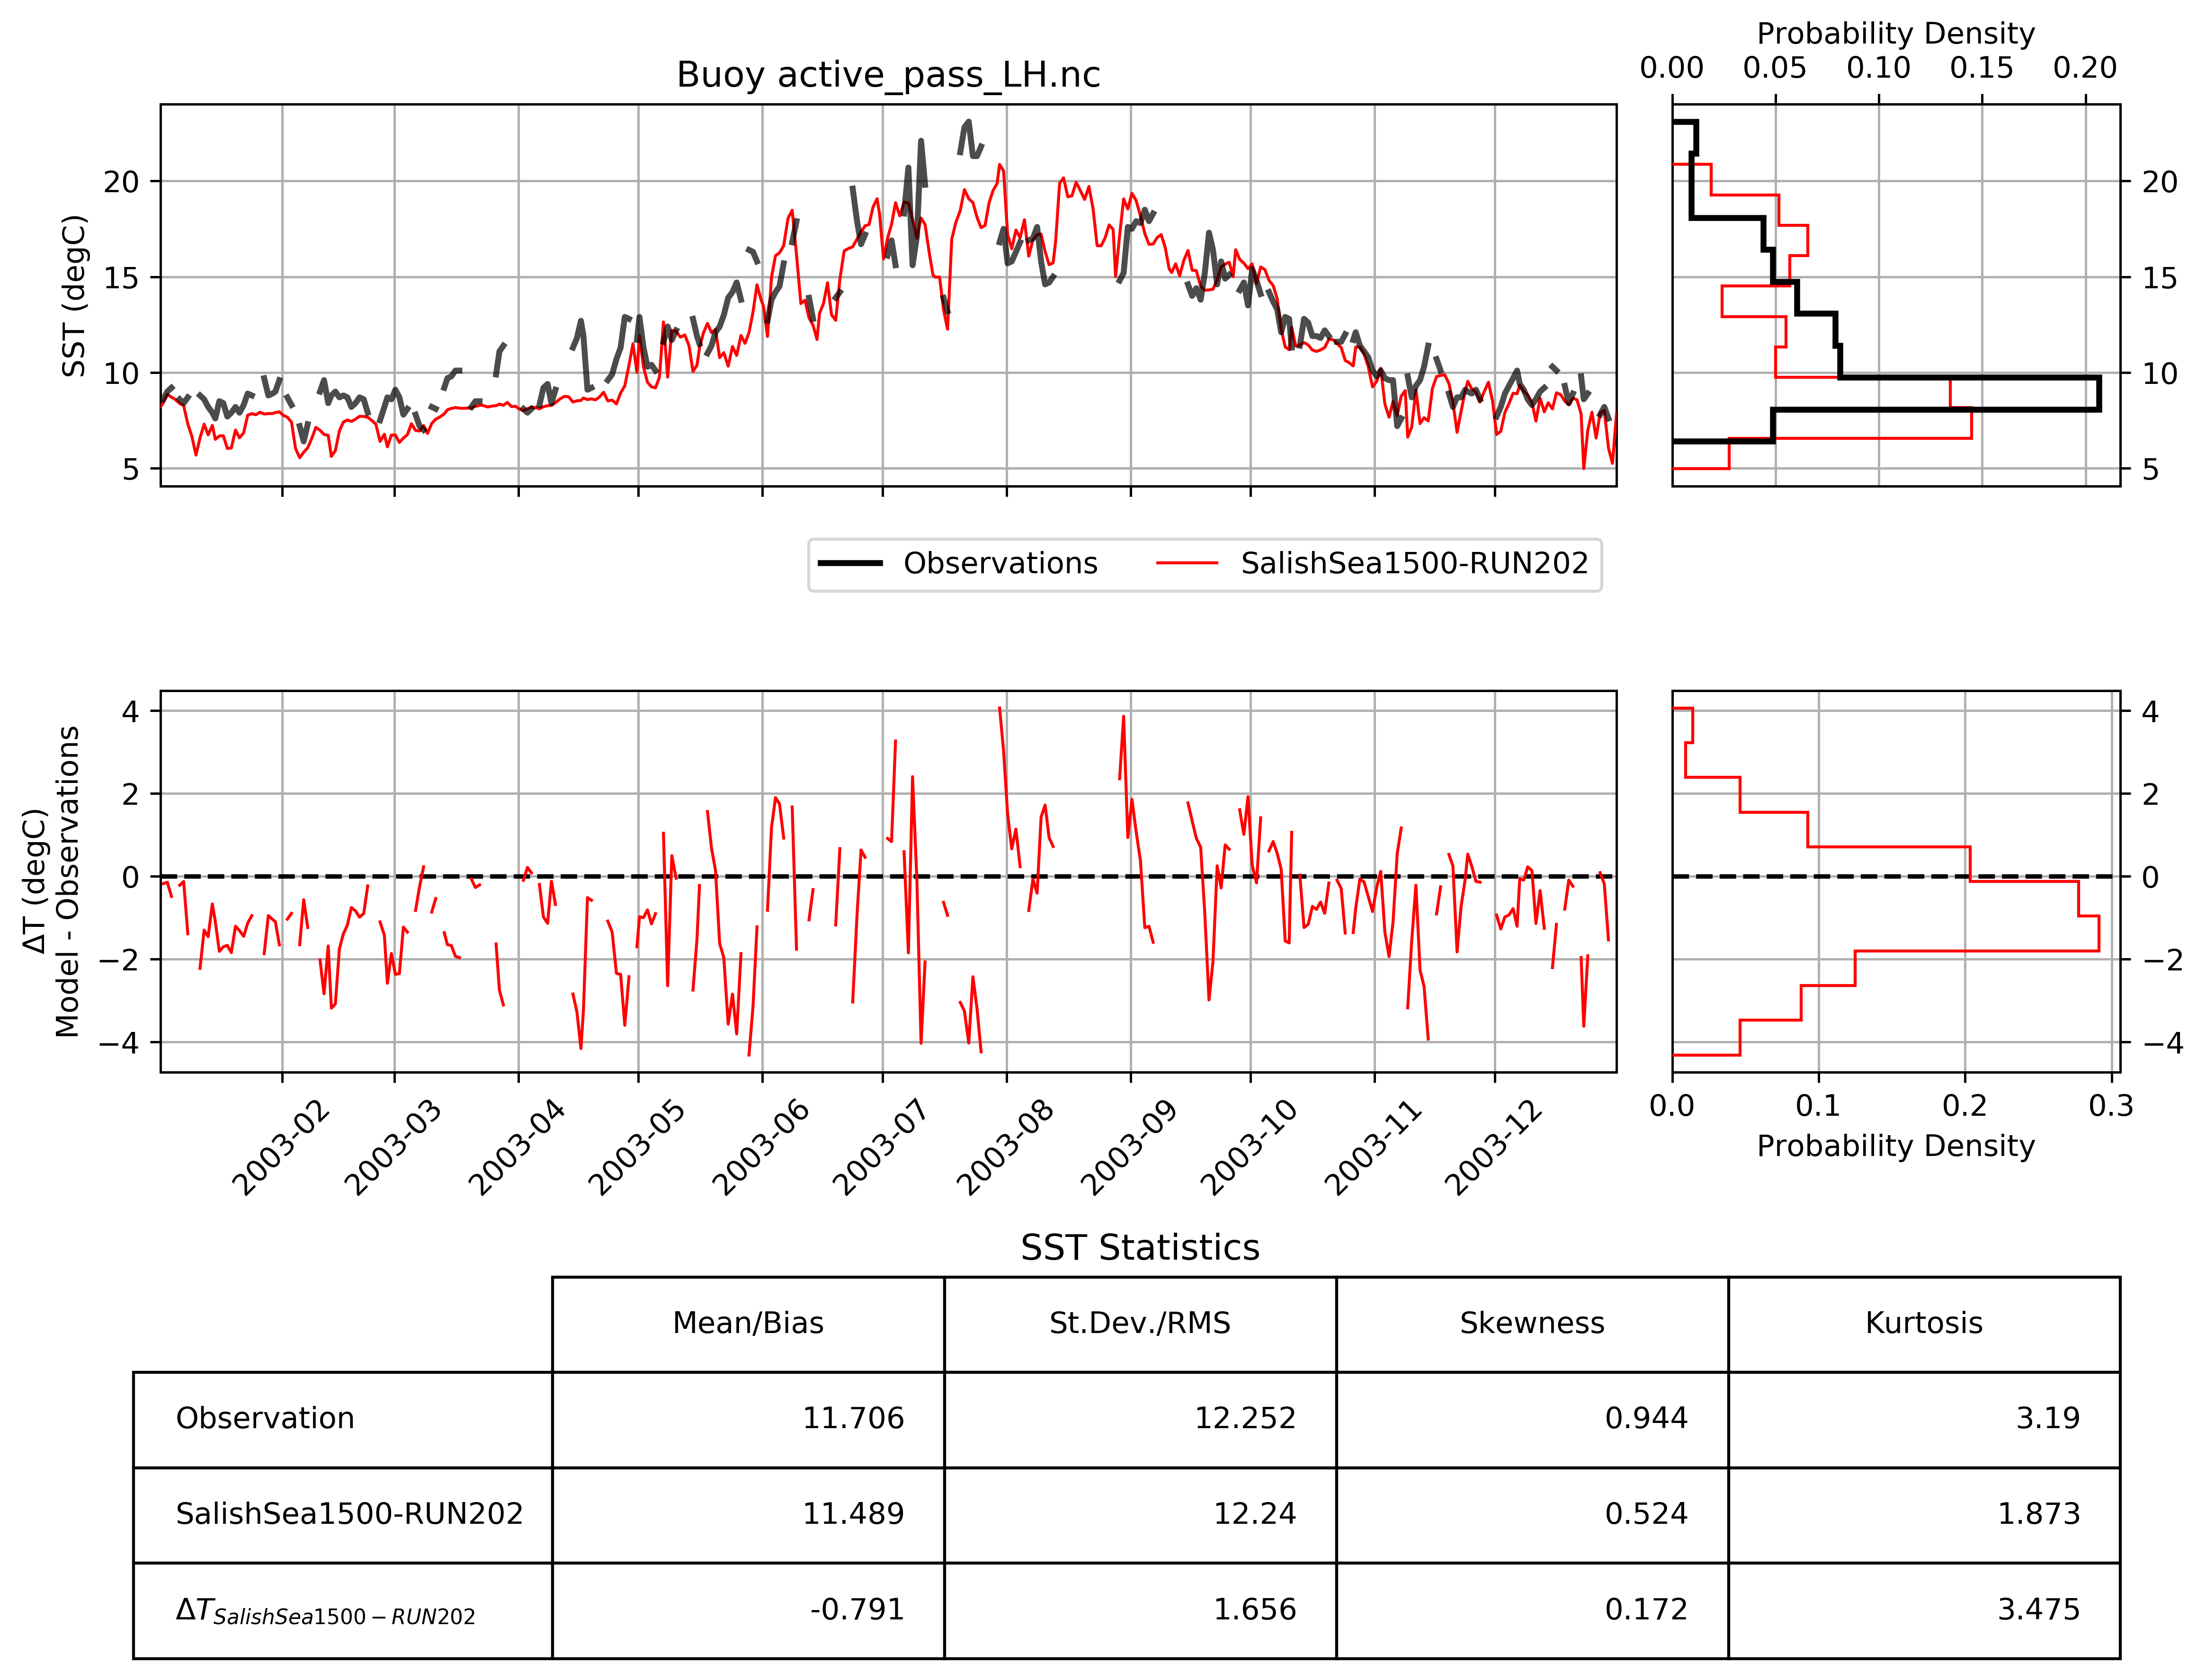 Probability Density
0.00 0.05 0.10 0.15 0.20
Buoy active_pass_LH.nc
SST (degC)
20
15
10
5
20
15
10
5
Observations SalishSea1500-RUN202
ΔT (degC)
Model - Observations
4
2
0
−2
−4
4
2
0
−2
−4
2003-02 2003-03 2003-04 2003-05 2003-06 2003-07 2003-08 2003-09 2003-10 2003-11 2003-12
0.0 0.1 0.2 0.3
Probability Density
SST Statistics
Mean/Bias St.Dev./RMS Skewness Kurtosis
Observation 11.706 12.252 0.944 3.19
SalishSea1500-RUN202 11.489 12.24 0.524 1.873
ΔT SalishSea1500−RUN202 -0.791 1.656 0.172 3.475